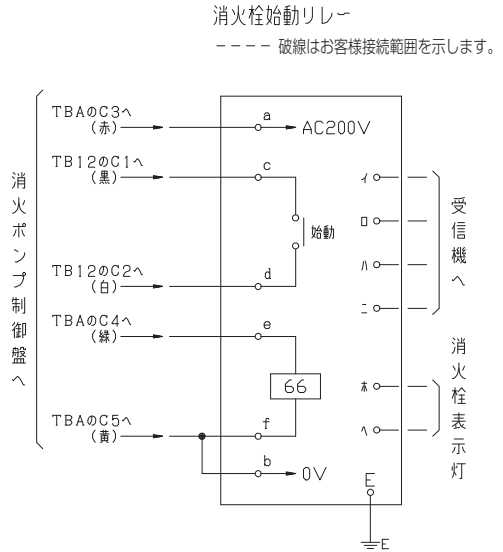 消火栓始動リレー
---- 破線はお客様接続範囲を示します。
消火ポンプ制御盤へ
TBAのC3へ
(赤)
TB12のC1へ
(黒)
TB12のC2へ
(白)
TBAのC4へ
(緑)
TBAのC5へ
(黄)
a
AC200V
c
始動
d
e
66
f
b
0V
イ
ロ
ハ
ニ
ホ
ヘ
E
E
受信機へ
消火栓表示灯